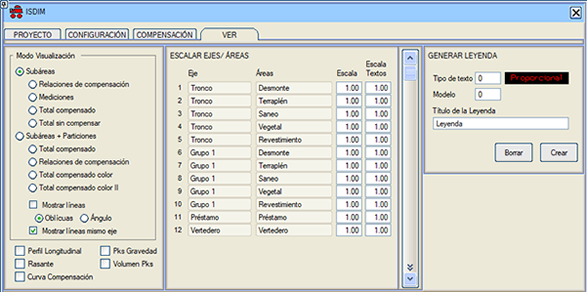 ISDIM
PROYECTO CONFIGURACIÓN COMPENSACIÓN VER
Modo Visualización
Subáreas
Relaciones de compensación
Mediciones
Total compensado
Total sin compensar
Subáreas + Particiones
Total compensado
Relaciones de compensación
Total compensado color
Total compensado color II
Mostrar líneas
Oblícuas Ángulo
Mostrar líneas mismo eje
Perfil Longitudinal Pks Gravedad
Rasante Volumen Pks
Curva Compensación
ESCALAR EJES/ ÁREAS
Eje Áreas Escala Escala Textos
1 Tronco Desmonte 1.00 1.00
2 Tronco Terraplén 1.00 1.00
3 Tronco Saneo 1.00 1.00
4 Tronco Vegetal 1.00 1.00
5 Tronco Revestimiento 1.00 1.00
6 Grupo 1 Desmonte 1.00 1.00
7 Grupo 1 Terraplén 1.00 1.00
8 Grupo 1 Saneo 1.00 1.00
9 Grupo 1 Vegetal 1.00 1.00
10 Grupo 1 Revestimiento 1.00 1.00
11 Préstamo Préstamo 1.00 1.00
12 Vertedero Vertedero 1.00 1.00
GENERAR LEYENDA
Tipo de texto 0 Proporcional
Modelo 0
Título de la Leyenda
Leyenda
Borrar Crear